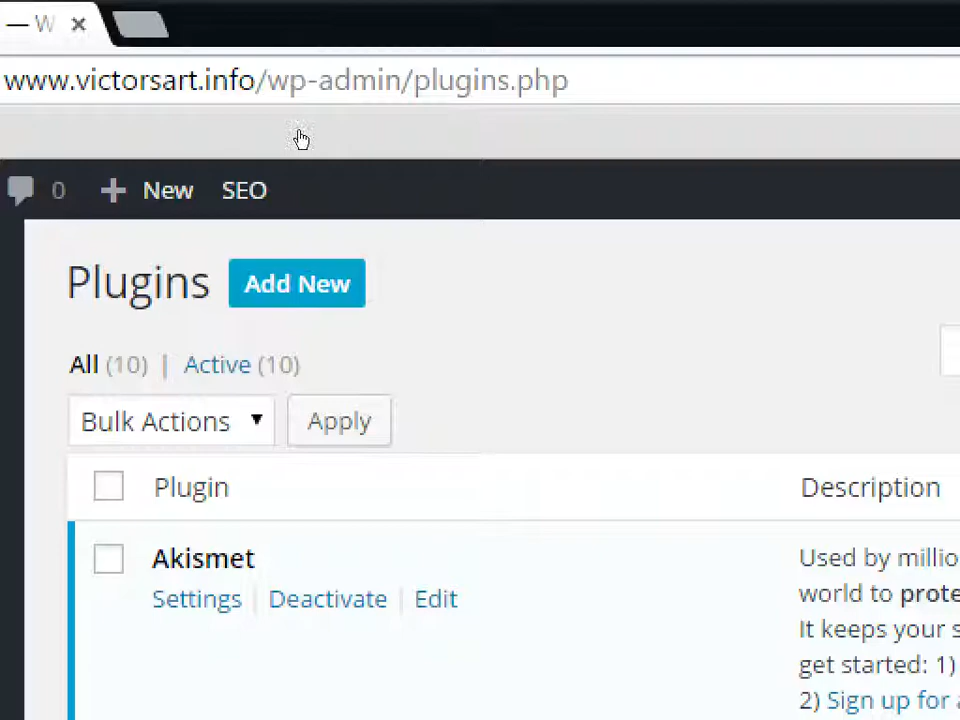 — W
www.victorsart.info/wp-admin/plugins.php
0 New SEO
Plugins Add New
All (10) | Active (10)
Bulk Actions Apply
Plugin Description
Akismet Used by
Settings | Deactivate | Edit world to
It keeps your
get started: 1)
2) Sign up for